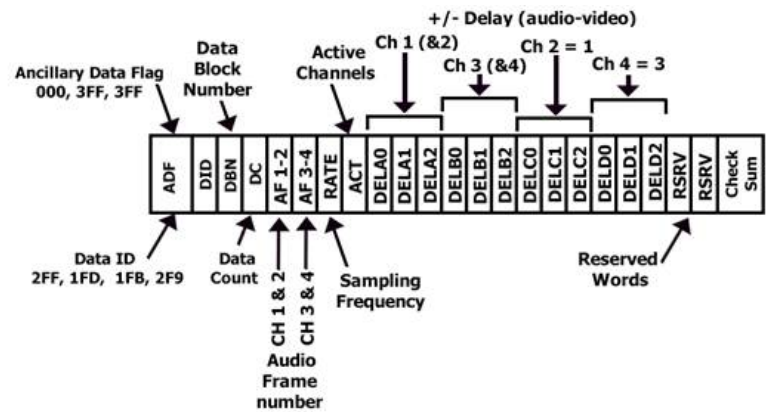 +/- Delay (audio-video)
Data
Block
Number
Active
Channels
Ch 1 (&2)
Ch 3 (&4)
Ch 2 = 1
Ch 4 = 3
Ancillary Data Flag
000, 3FF, 3FF
ADF
DID
DBN
DC
AF 1-2
AF 3-4
RATE
ACT
DELA0
DELA1
DELA2
DELB0
DELB1
DELB2
DELC0
DELC1
DELC2
DELD0
DELD1
DELD2
RSRV
RSRV
Check
Sum
Data ID
2FF, 1FD, 1FB, 2F9
Data
Count
CH 1 & 2
CH 3 & 4
Audio
Frame
number
Sampling
Frequency
Reserved
Words